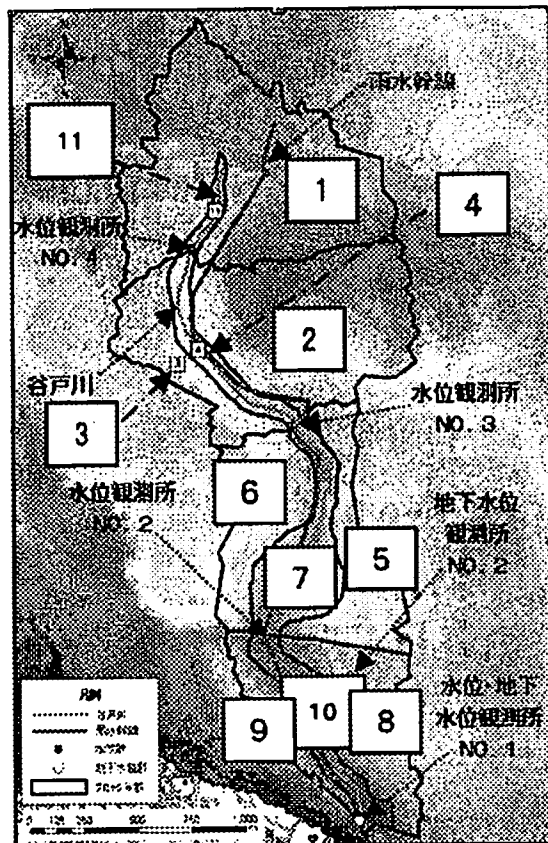 N
雨水幹線
11
1
4
水位観測所
NO. 4
2
谷戸川
3
水位観測所
NO. 3
6
水位観測所
NO. 2
地下水位
観測所
NO. 2
7
5
水位・地下
水位観測所
NO. 1
9
10
8
凡例